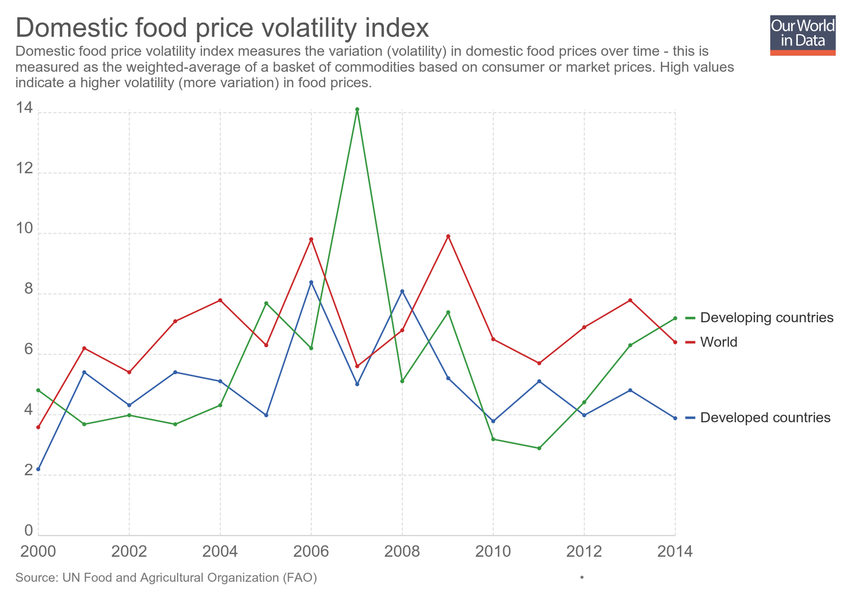 Domestic food price volatility index
Our World
in Data
Domestic food price volatility index measures the variation (volatility) in domestic food prices over time - this is
measured as the weighted-average of a basket of commodities based on consumer or market prices. High values
indicate a higher volatility (more variation) in food prices.
14
12
10
8
6
4
2
0
Developing countries
World
Developed countries
2000 2002 2004 2006 2008 2010 2012 2014
Source: UN Food and Agricultural Organization (FAO)